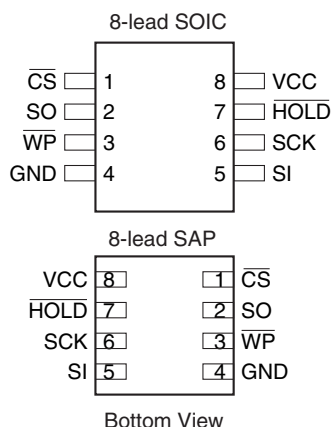 8-lead SOIC
CS 1 8 VCC
SO 2 7 HOLD
WP 3 6 SCK
GND 4 5 SI
8-lead SAP
VCC 8 1 CS
HOLD 7 2 SO
SCK 6 3 WP
SI 5 4 GND
Bottom View